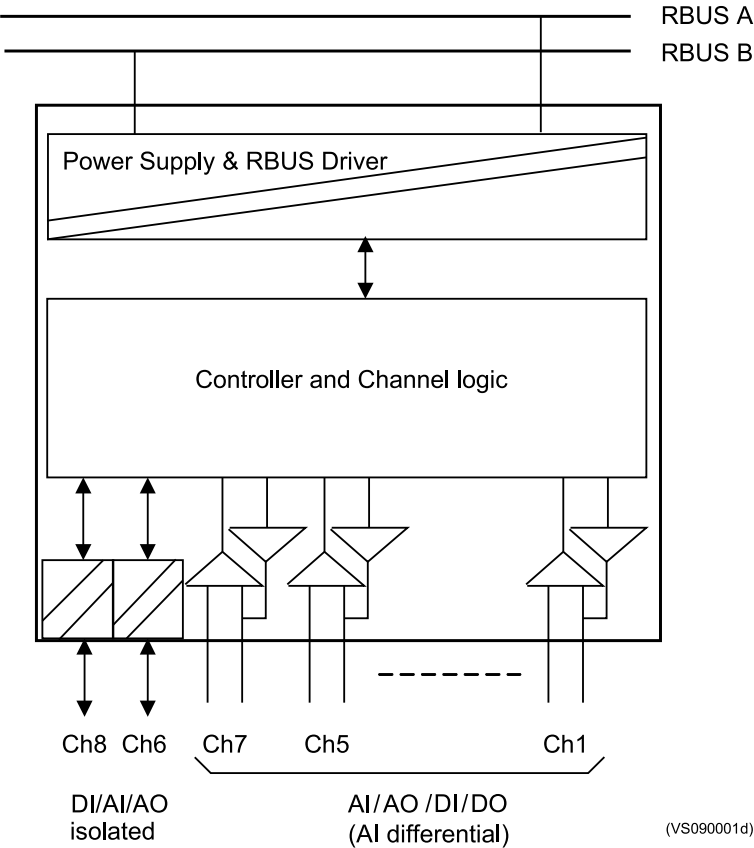 RBUS A
RBUS B
Power Supply & RBUS Driver
Controller and Channel logic
Ch8 Ch6 Ch7 Ch5 Ch1
DI/AI/AO
isolated
AI/AO /DI/DO
(AI differential)
(VS090001d)